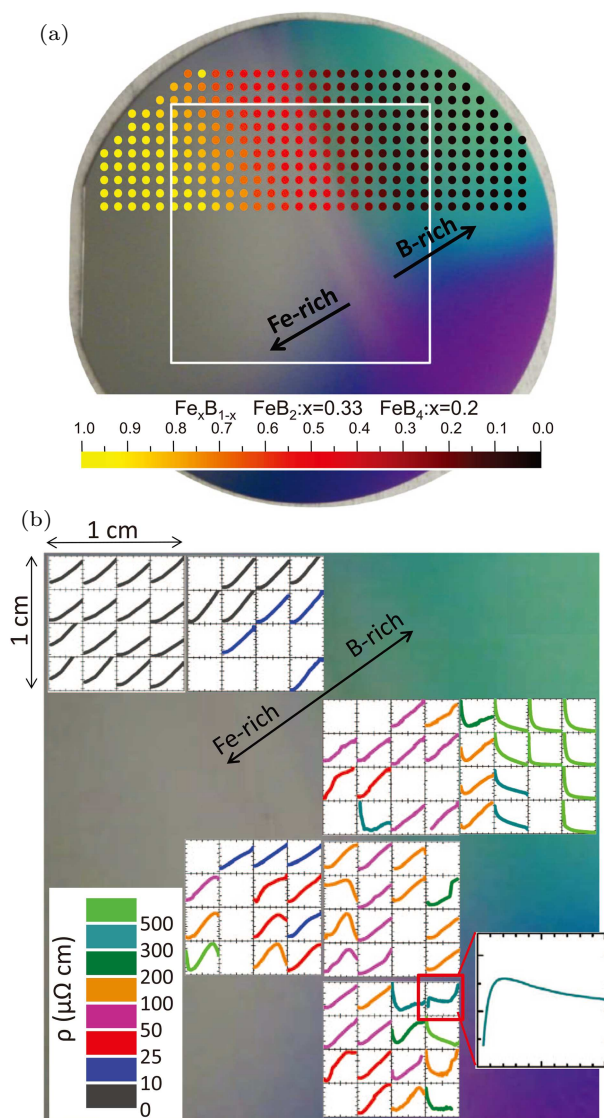 (a)
B-rich
Fe-rich
FeₓB₁₋ₓ FeB₂:x=0.33 FeB₄:x=0.2
1.0 0.9 0.8 0.7 0.6 0.5 0.4 0.3 0.2 0.1 0.0
(b)
1 cm
1 cm
B-rich
Fe-rich
ρ (μΩ cm)
500
300
200
100
50
25
10
0